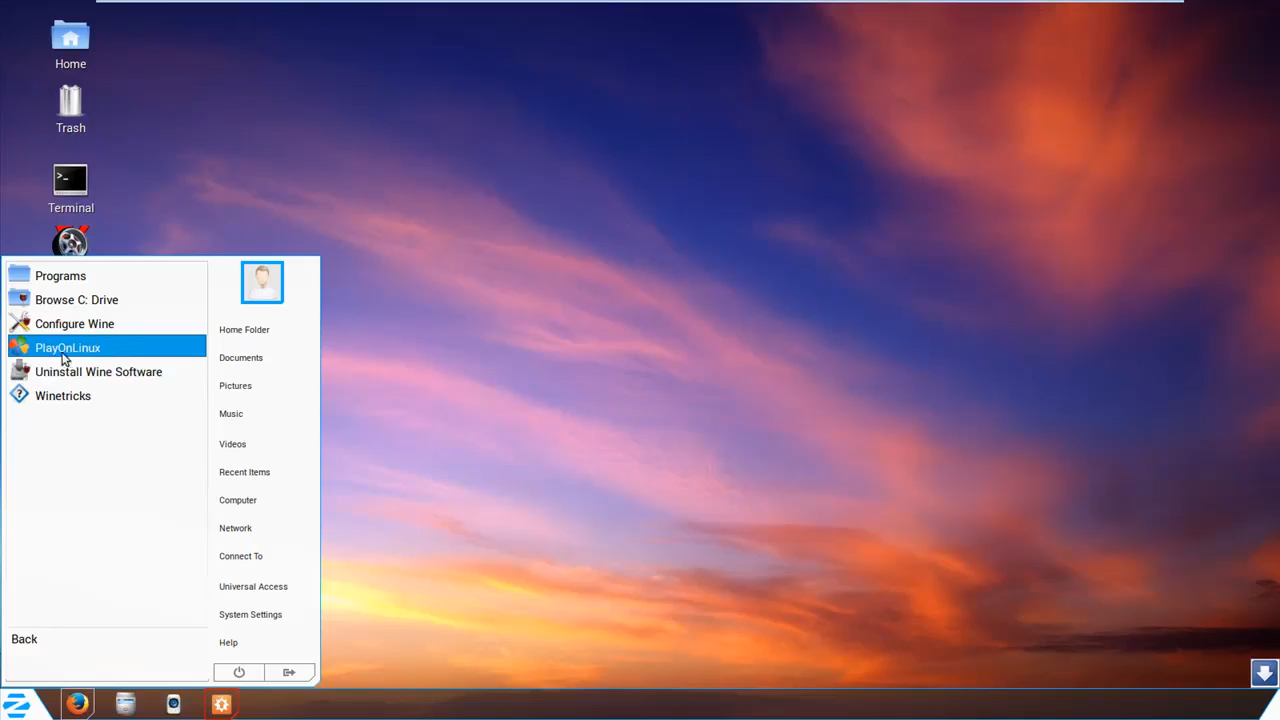 Home
Trash
Terminal
Programs
Browse C: Drive
Configure Wine
PlayOnLinux
Uninstall Wine Software
Winetricks
Back
Home Folder
Documents
Pictures
Music
Videos
Recent Items
Computer
Network
Connect To
Universal Access
System Settings
Help